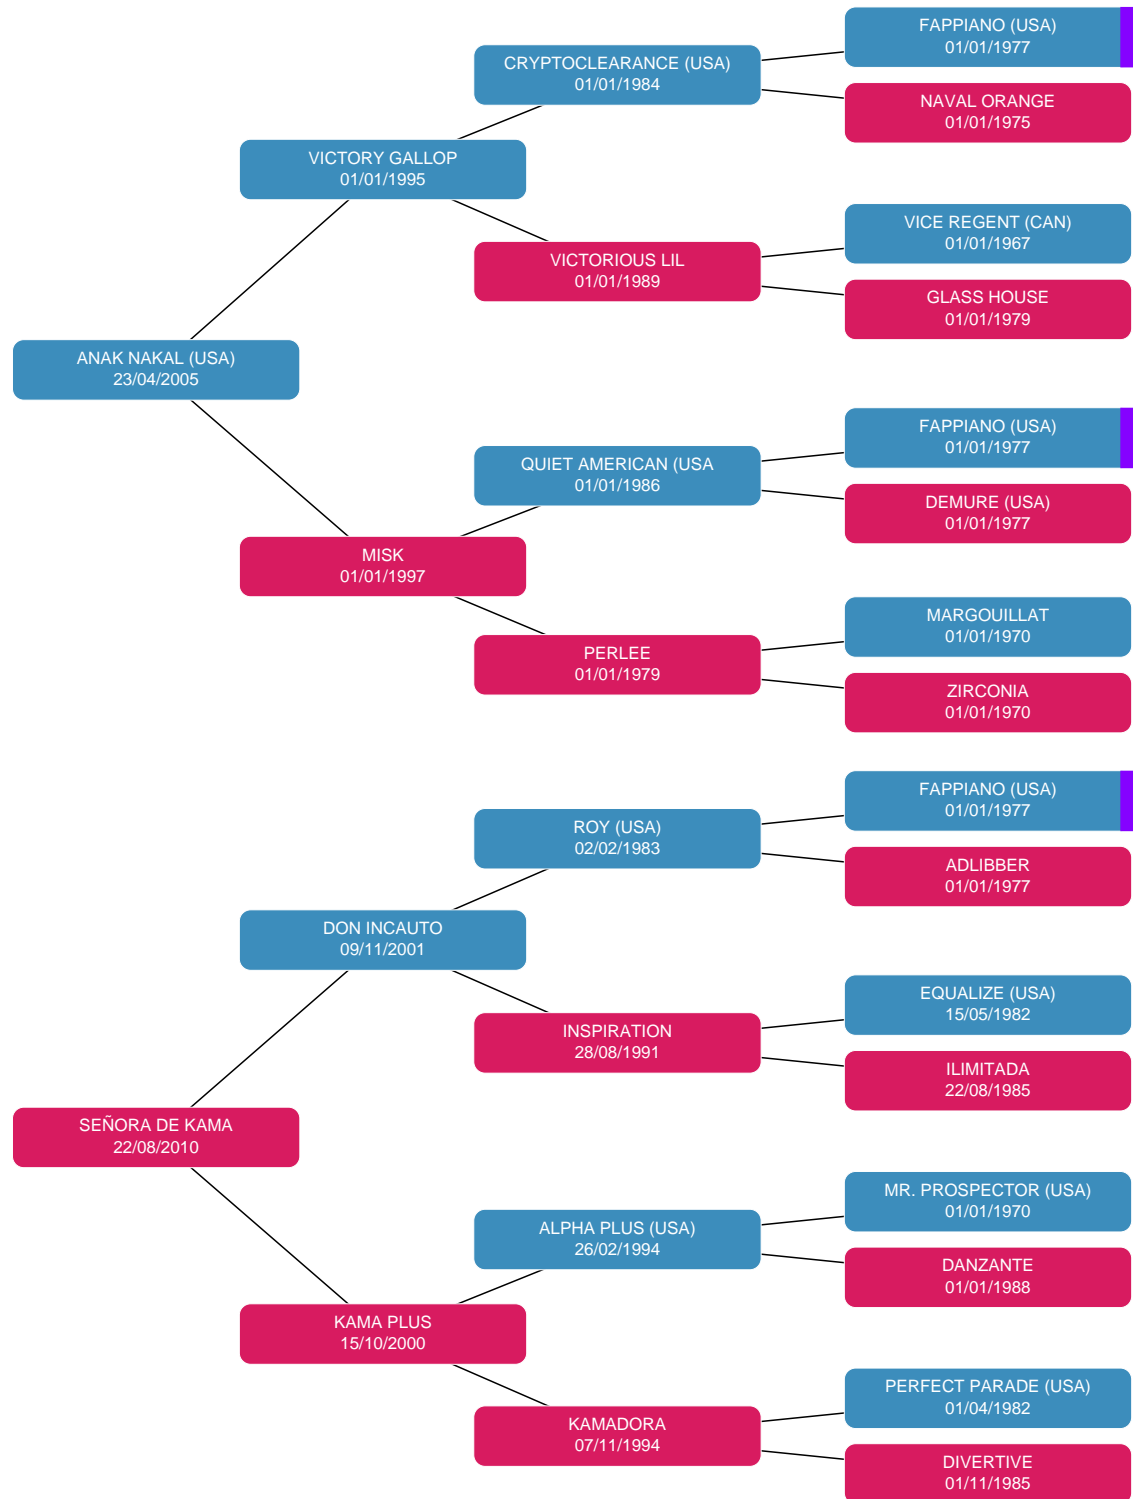 FAPPIANO (USA)
01/01/1977
CRYPTOCLEARANCE (USA)
01/01/1984
NAVAL ORANGE
01/01/1975
VICTORY GALLOP
01/01/1995
VICE REGENT (CAN)
01/01/1967
VICTORIOUS LIL
01/01/1989
GLASS HOUSE
01/01/1979
ANAK NAKAL (USA)
23/04/2005
FAPPIANO (USA)
01/01/1977
QUIET AMERICAN (USA
01/01/1986
DEMURE (USA)
01/01/1977
MISK
01/01/1997
MARGOUILLAT
01/01/1970
PERLEE
01/01/1979
ZIRCONIA
01/01/1970
FAPPIANO (USA)
01/01/1977
ROY (USA)
02/02/1983
ADLIBBER
01/01/1977
DON INCAUTO
09/11/2001
EQUALIZE (USA)
15/05/1982
INSPIRATION
28/08/1991
ILIMITADA
22/08/1985
SEÑORA DE KAMA
22/08/2010
MR. PROSPECTOR (USA)
01/01/1970
ALPHA PLUS (USA)
26/02/1994
DANZANTE
01/01/1988
KAMA PLUS
15/10/2000
PERFECT PARADE (USA)
01/04/1982
KAMADORA
07/11/1994
DIVERTIVE
01/11/1985